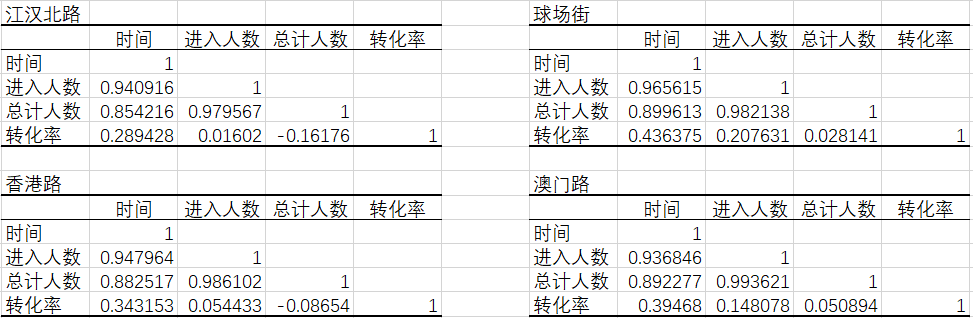 江汉北路 球场街
时间 进入人数 总计人数 转化率 时间 进入人数 总计人数 转化率
时间 1 时间 1
进入人数 0.940916 1 进入人数 0.965615 1
总计人数 0.854216 0.979567 1 总计人数 0.899613 0.982138 1
转化率 0.289428 0.01602 -0.16176 1 转化率 0.436375 0.207631 0.028141 1
香港路 澳门路
时间 进入人数 总计人数 转化率 时间 进入人数 总计人数 转化率
时间 1 时间 1
进入人数 0.947964 1 进入人数 0.936846 1
总计人数 0.882517 0.986102 1 总计人数 0.892277 0.993621 1
转化率 0.343153 0.054433 -0.08654 1 转化率 0.39468 0.148078 0.050894 1